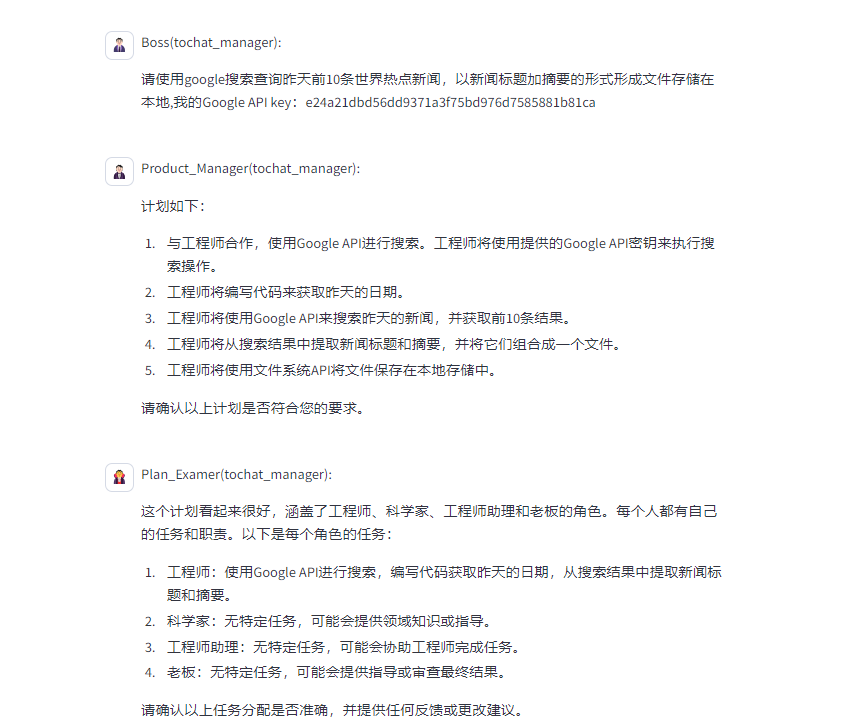 Boss(tochat_manager):
请使用google搜索查询昨天前10条世界热点新闻，以新闻标题加摘要的形式形成文件存储在
本地,我的Google API key：e24a21dbd56dd9371a3f75bd976d7585881b81ca
Product_Manager(tochat_manager):
计划如下：
1. 与工程师合作，使用Google API进行搜索。工程师将使用提供的Google API密钥来执行搜
索操作。
2. 工程师将编写代码来获取昨天的日期。
3. 工程师将使用Google API来搜索昨天的新闻，并获取前10条结果。
4. 工程师将从搜索结果中提取新闻标题和摘要，并将它们组合成一个文件。
5. 工程师将使用文件系统API将文件保存在本地存储中。
请确认以上计划是否符合您的要求。
Plan_Examer(tochat_manager):
这个计划看起来很好，涵盖了工程师、科学家、工程师助理和老板的角色。每个人都有自己
的任务和职责。以下是每个角色的任务：
1. 工程师：使用Google API进行搜索，编写代码获取昨天的日期，从搜索结果中提取新闻标
题和摘要。
2. 科学家：无特定任务，可能会提供领域知识或指导。
3. 工程师助理：无特定任务，可能会协助工程师完成任务。
4. 老板：无特定任务，可能会提供指导或审查最终结果。
请确认以上任务分配是否准确，并提供任何反馈或更改建议。